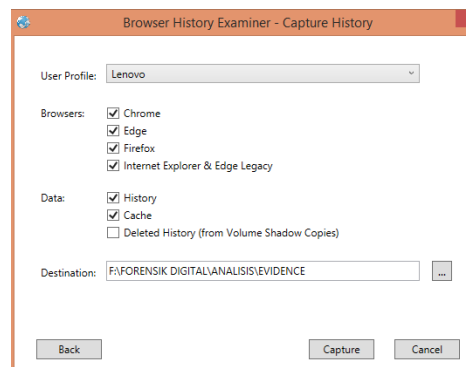 Browser History Examiner - Capture History
User Profile: Lenovo
Browsers: Chrome
Edge
Firefox
Internet Explorer & Edge Legacy
Data: History
Cache
Deleted History (from Volume Shadow Copies)
Destination: F:\FORENSIK DIGITAL\ANALISIS\EVIDENCE ...
Back Capture Cancel